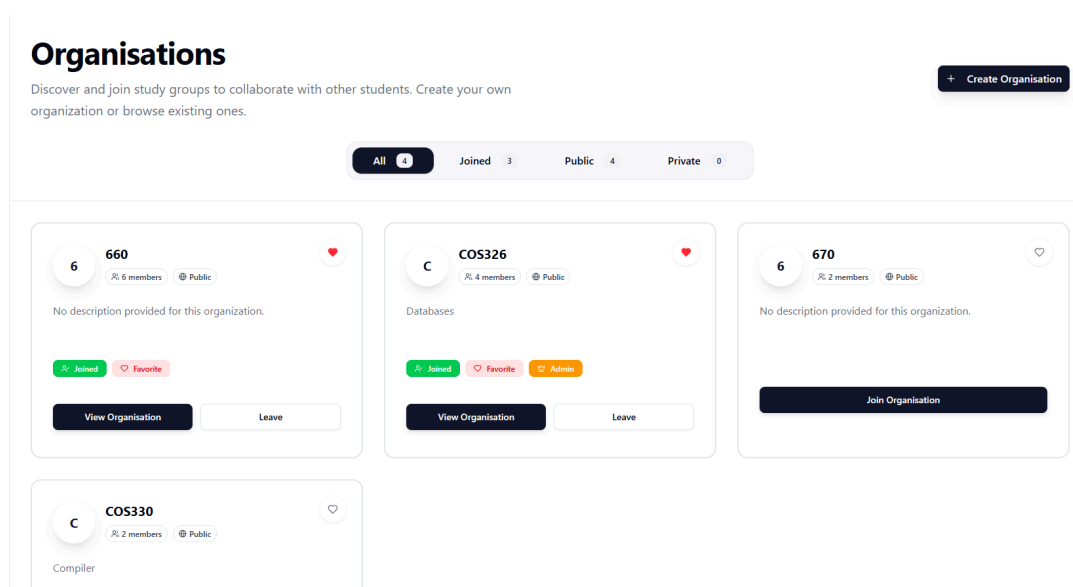 Organisations
Discover and join study groups to collaborate with other students. Create your own
organization or browse existing ones.
Create Organisation
All 4 Joined 3 Public 4 Private 0
6
660
6 members Public
No description provided for this organization.
Joined Favorite
View Organisation Leave
C
COS326
4 members Public
Databases
Joined Favorite Admin
View Organisation Leave
6
670
2 members Public
No description provided for this organization.
Join Organisation
C
COS330
2 members Public
Compiler